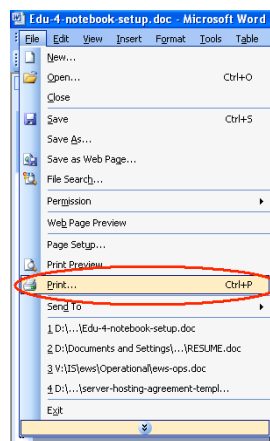 Edu-4-notebook-setup.doc - Microsoft Word
File Edit View Insert Format Tools Table
New...
Open... Ctrl+O
Close
Save Ctrl+S
Save As...
Save as Web Page...
File Search...
Permission
Web Page Preview
Page Setup...
Print Preview
Print... Ctrl+P
Send To
1 D:\...\Edu-4-notebook-setup.doc
2 D:\Documents and Settings\...\RESUME.doc
3 V:\IS\ews\Operational\ews-ops.doc
4 D:\...\server-hosting-agreement-templ...
Exit